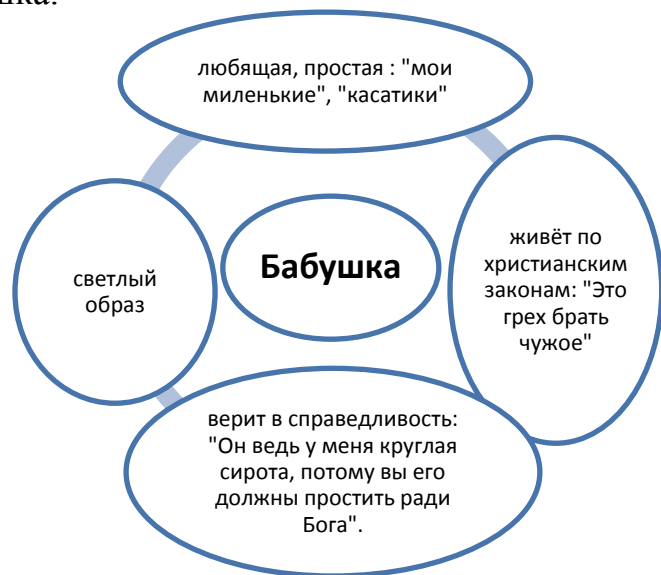 любящая, простая : "мои
миленькие", "касатики"
светлый
образ
Бабушка
живёт по
христианским
законам: "Это
грех брать
чужое"
верит в справедливость:
"Он ведь у меня круглая
сирота, потому вы его
должны простить ради
Бога".